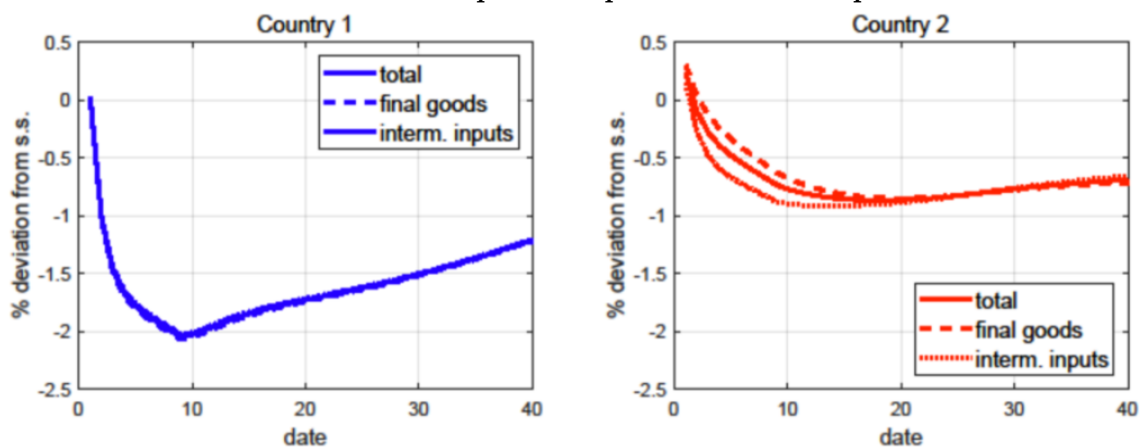 Country 1
0.5
0
-0.5
-1
-1.5
-2
-2.5
% deviation from s.s.
total
final goods
interm. inputs
0
10
20
30
40
date
Country 2
0.5
0
-0.5
-1
-1.5
-2
-2.5
% deviation from s.s.
total
final goods
interm. inputs
0
10
20
30
40
date